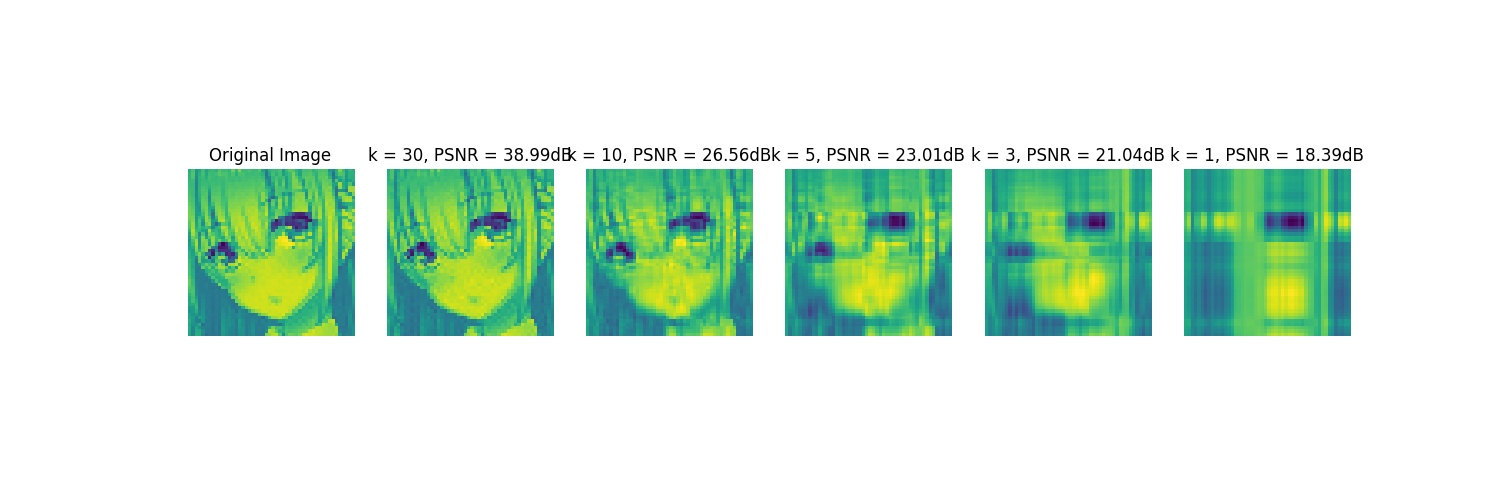 Original Image
k = 30, PSNR = 38.99dB
k = 10, PSNR = 26.56dB
k = 5, PSNR = 23.01dB
k = 3, PSNR = 21.04dB
k = 1, PSNR = 18.39dB